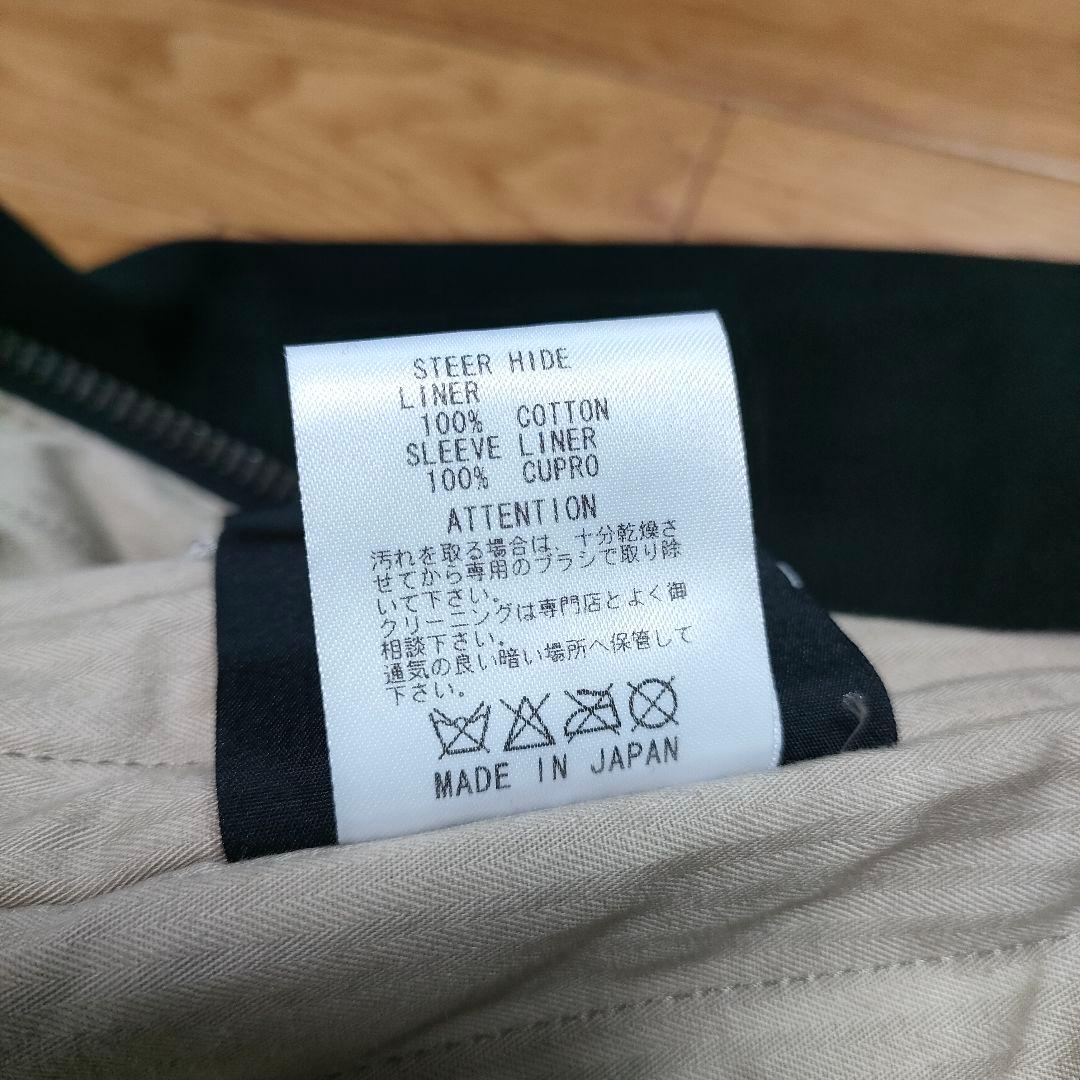 STEER HIDE
LINER
100% COTTON
SLEEVE LINER
100% CUPRO
ATTENTION
汚れを取る場合は、十分乾燥さ
せてから専用のブラシで取り除
いて下さい。
クリーニングは専門店とよく御
相談下さい。
通気の良い暗い場所へ保管して
下さい。
MADE IN JAPAN